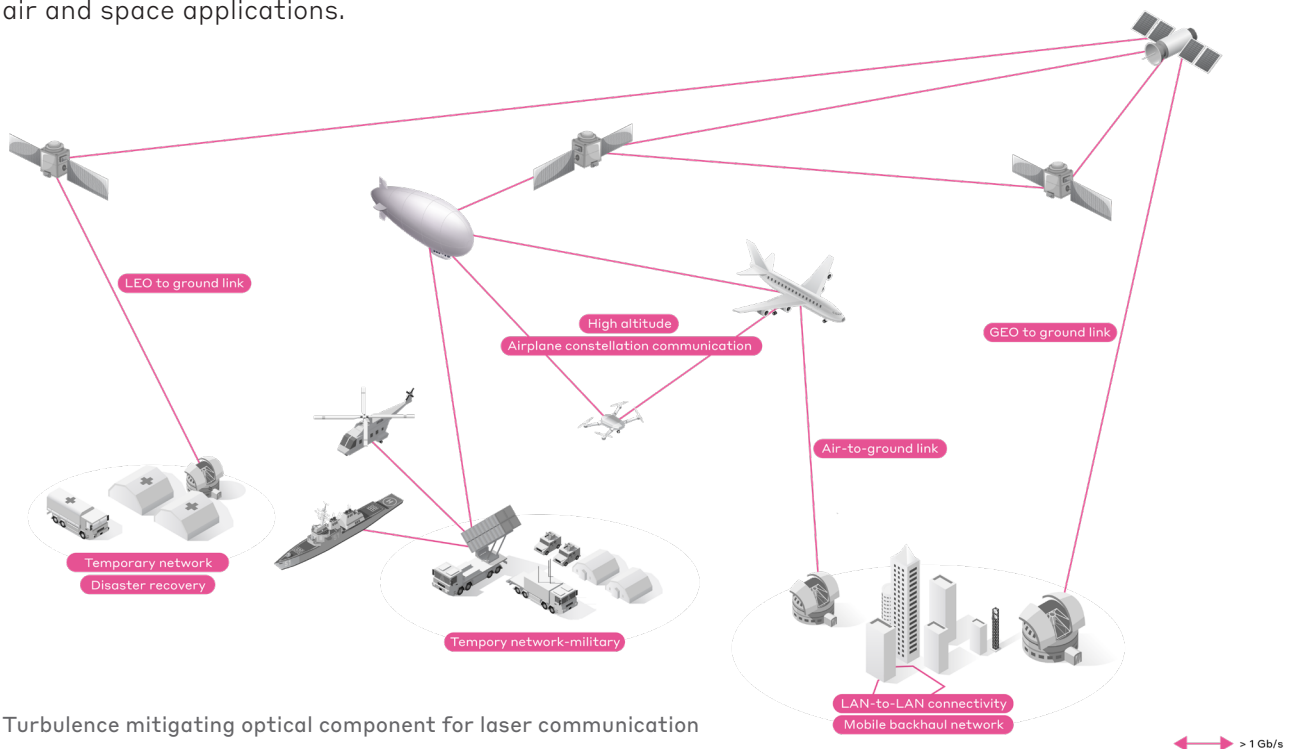 air and space applications.
LEO to ground link
High altitude
Airplane constellation communication
GEO to ground link
Air-to-ground link
Temporary network
Disaster recovery
Tempory network-military
LAN-to-LAN connectivity
Mobile backhaul network
Turbulence mitigating optical component for laser communication
> 1 Gb/s